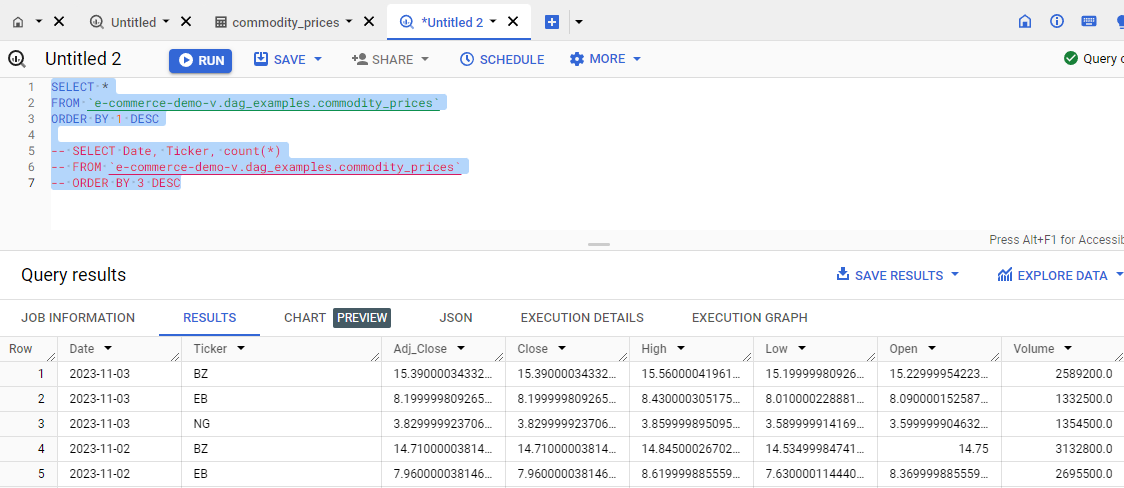 Untitled commodity_prices *Untitled 2
Untitled 2 RUN SAVE SHARE SCHEDULE MORE Query
1 SELECT *
2 FROM `e-commerce-demo-v.dag_examples.commodity_prices`
3 ORDER BY 1 DESC
4
5 -- SELECT Date, Ticker, count(*)
6 -- FROM `e-commerce-demo-v.dag_examples.commodity_prices`
7 -- ORDER BY 3 DESC
Press Alt+F1 for Accessib
Query results SAVE RESULTS EXPLORE DATA
JOB INFORMATION RESULTS CHART PREVIEW JSON EXECUTION DETAILS EXECUTION GRAPH
Row Date Ticker Adj_Close Close High Low Open Volume
1 2023-11-03 BZ 15.39000034332... 15.39000034332... 15.56000041961... 15.19999980926... 15.22999954223... 2589200.0
2 2023-11-03 EB 8.199999809265... 8.199999809265... 8.430000305175... 8.010000228881... 8.090000152587... 1332500.0
3 2023-11-03 NG 3.829999923706... 3.829999923706... 3.859999895095... 3.589999914169... 3.599999904632... 1354500.0
4 2023-11-02 BZ 14.71000003814... 14.71000003814... 14.84500026702... 14.53499984741... 14.75 3132800.0
5 2023-11-02 EB 7.960000038146... 7.960000038146... 8.619999885559... 7.630000114440... 8.369999885559... 2695500.0